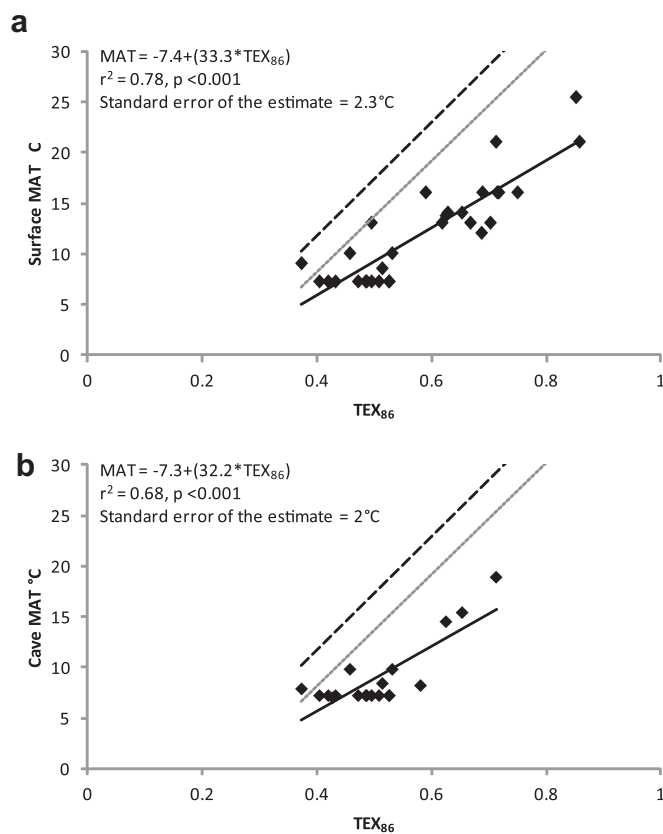 a
MAT = -7.4+(33.3*TEX₈₆)
r² = 0.78, p <0.001
Standard error of the estimate = 2.3°C
Surface MAT C
30
25
20
15
10
5
0
0 0.2 0.4 0.6 0.8 1
TEX₈₆
b
MAT = -7.3+(32.2*TEX₈₆)
r² = 0.68, p <0.001
Standard error of the estimate = 2°C
Cave MAT °C
30
25
20
15
10
5
0
0 0.2 0.4 0.6 0.8 1
TEX₈₆